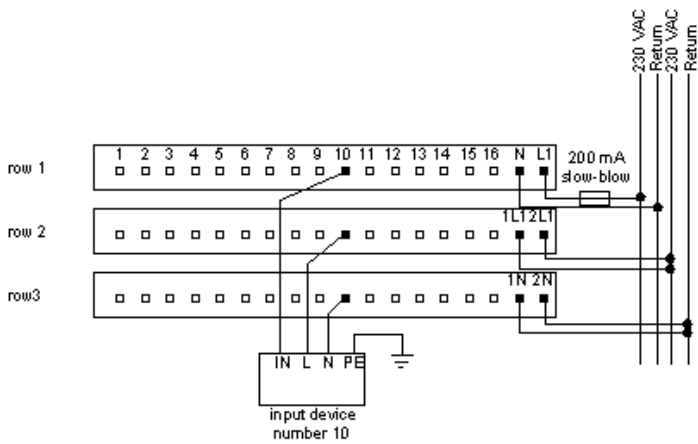 230 VAC
Return
230 VAC
Return
1 2 3 4 5 6 7 8 9 10 11 12 13 14 15 16 N L1
200 mA
slow-blow
row 1
1L1 2L1
row 2
1N 2N
row3
IN L N PE
input device
number 10